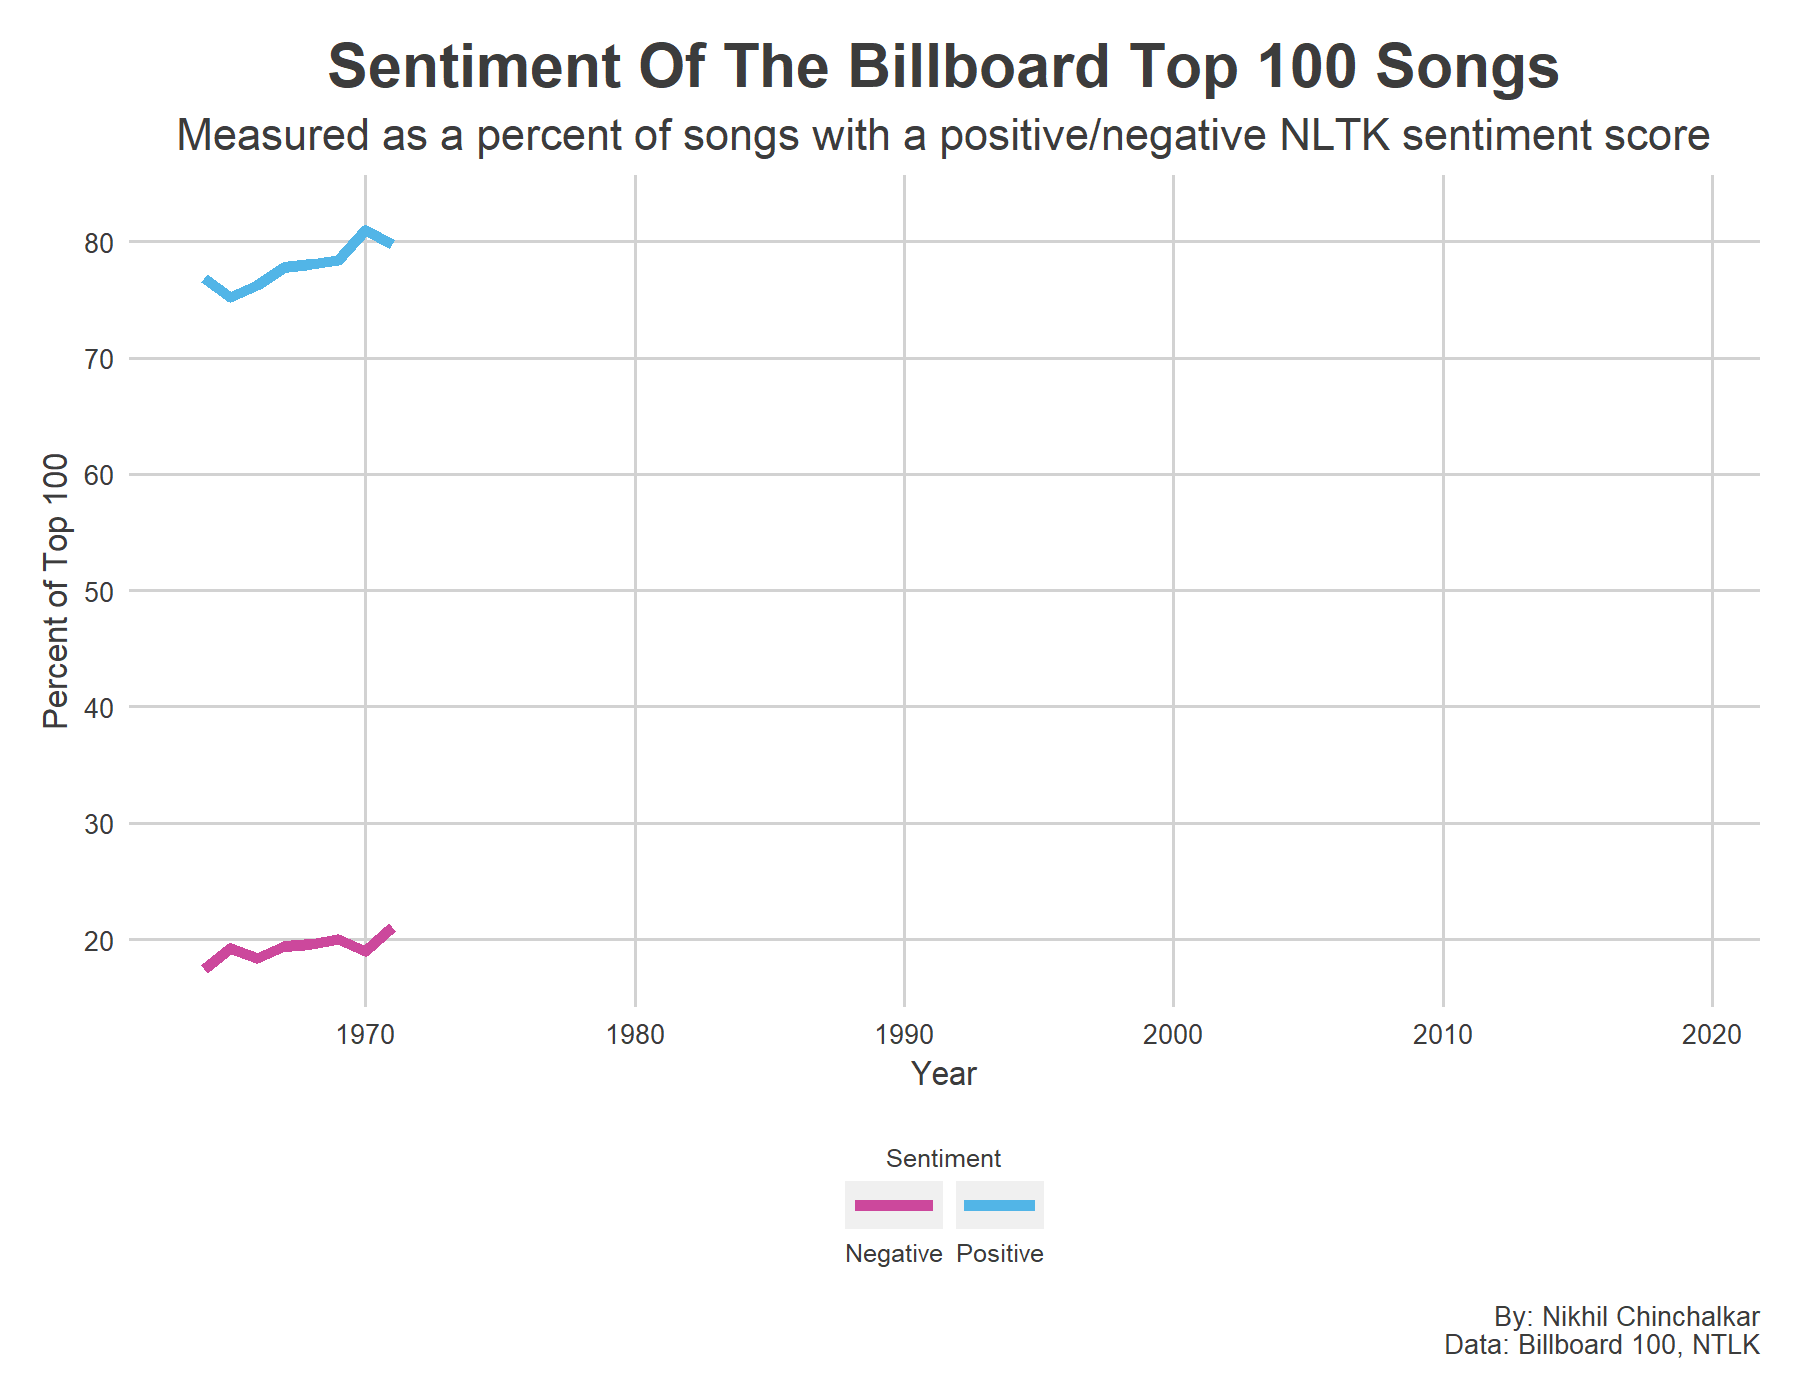 Sentiment Of The Billboard Top 100 Songs
Measured as a percent of songs with a positive/negative NLTK sentiment score
80
70
60
50
40
30
20
Percent of Top 100
1970 1980 1990 2000 2010 2020
Year
Sentiment
Negative Positive
By: Nikhil Chinchalkar
Data: Billboard 100, NTLK